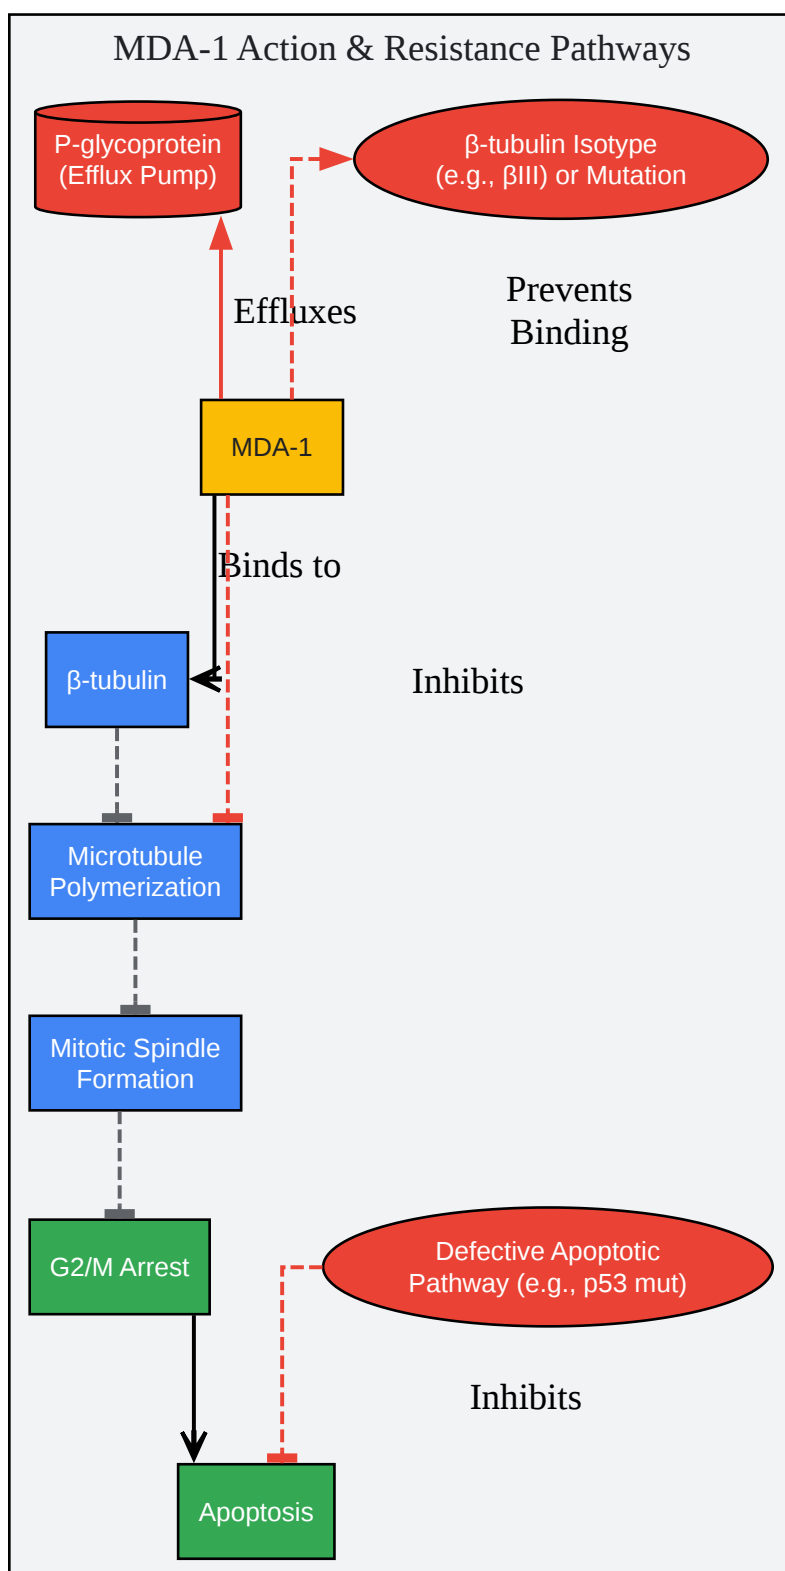 MDA-1 Action & Resistance Pathways
P-glycoprotein
(Efflux Pump)
β-tubulin Isotype
(e.g., βIII) or Mutation
Effluxes
Prevents
Binding
MDA-1
Binds to
β-tubulin
Inhibits
Microtubule
Polymerization
Mitotic Spindle
Formation
G2/M Arrest
Defective Apoptotic
Pathway (e.g., p53 mut)
Inhibits
Apoptosis